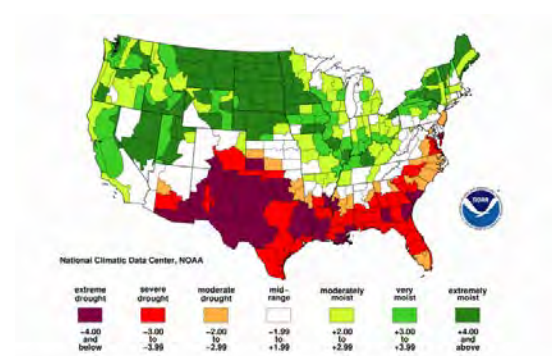 NOAA
National Climatic Data Center, NOAA
extreme drought
severe drought
moderate drought
mid-range
moderately moist
very moist
extremely moist
-4.00 and below
-3.00 to -3.99
-2.00 to -2.99
-1.99 to +1.99
+2.00 to +2.99
+3.00 to +3.99
+4.00 and above